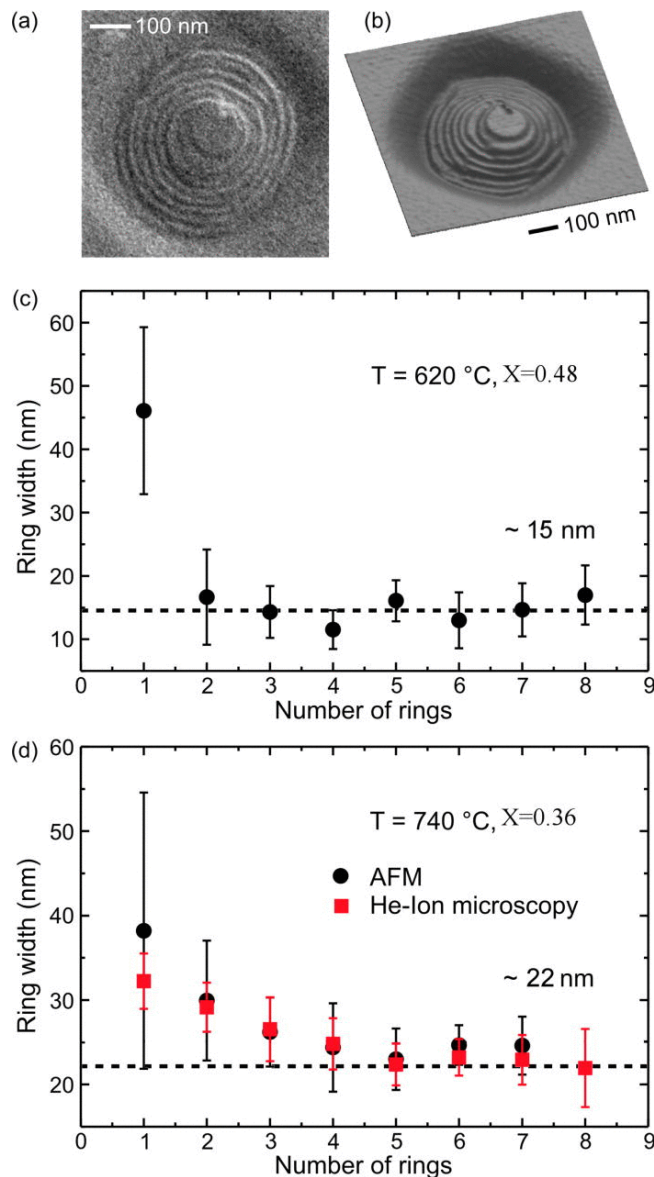 (a)
100 nm
(b)
100 nm
(c)
60
50
40
30
20
10
Ring width (nm)
T = 620 °C, X=0.48
~ 15 nm
0 1 2 3 4 5 6 7 8 9
Number of rings
(d)
60
50
40
30
20
Ring width (nm)
T = 740 °C, X=0.36
AFM
He-Ion microscopy
~ 22 nm
0 1 2 3 4 5 6 7 8 9
Number of rings